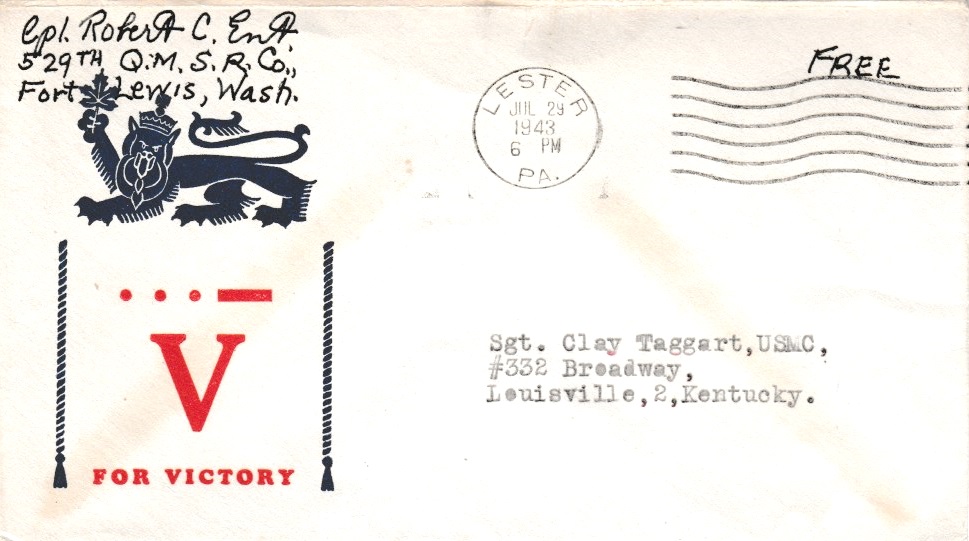 Cpl. Robert C. Ent.
529TH Q.M. S. R. Co.,
Fort Lewis, Wash.
FREE
LESTER
JUL 29
1943
6 PM
PA.
V
FOR VICTORY
Sgt. Clay Taggart,USMC,
#332 Broadway,
Louisville,2,Kentucky.